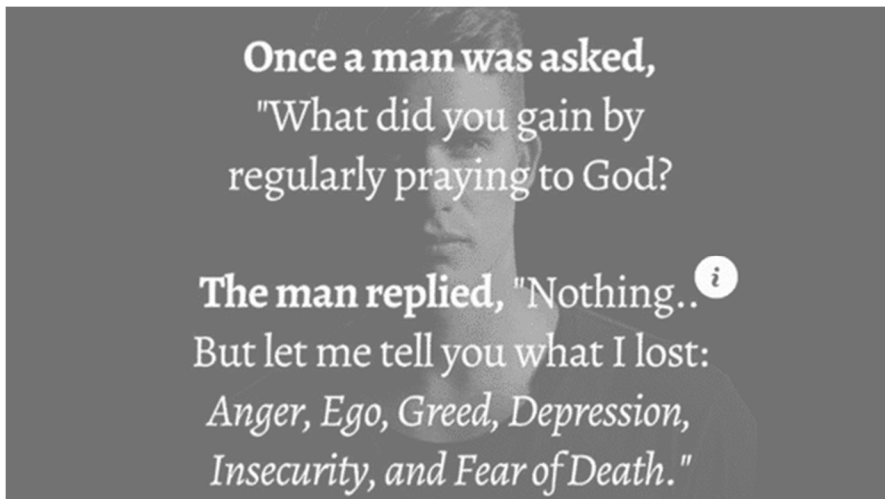 Once a man was asked,
"What did you gain by
regularly praying to God?
The man replied, "Nothing..
But let me tell you what I lost:
Anger, Ego, Greed, Depression,
Insecurity, and Fear of Death."
i